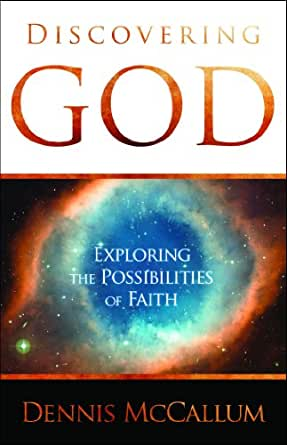 DISCOVERING
GOD
EXPLORING
THE POSSIBILITIES
OF FAITH
DENNIS MCCALLUM